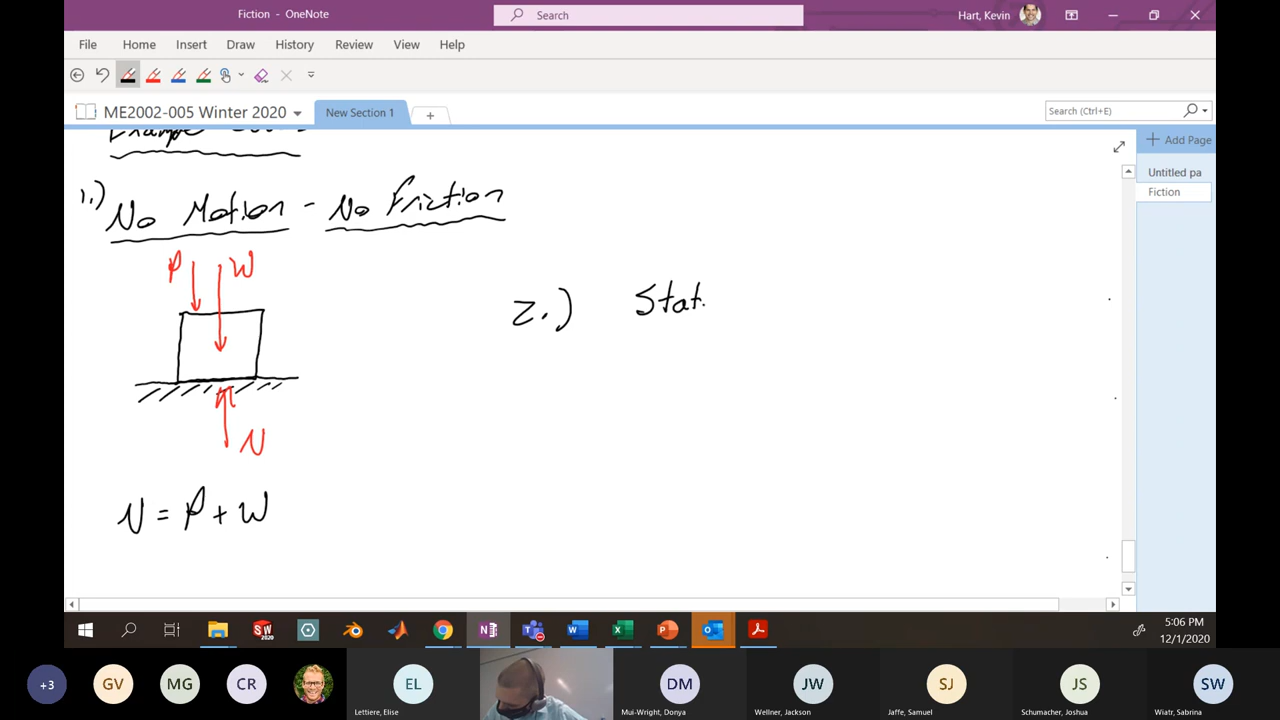 Fiction - OneNote
Search
Hart, Kevin
File Home Insert Draw History Review View Help
ME2002-005 Winter 2020
New Section 1
+
Search (Ctrl+E)
Add Page
Untitled pa
Fiction
Example
1.) No Motion - No Friction
P W
2.) Stat.
N
N = P + W
5:06 PM
12/1/2020
+3 GV MG CR EL DM JW SJ JS SW
Lettiere, Elise Mui-Wright, Donya Wellner, Jackson Jaffe, Samuel Schumacher, Joshua Wiatr, Sabrina